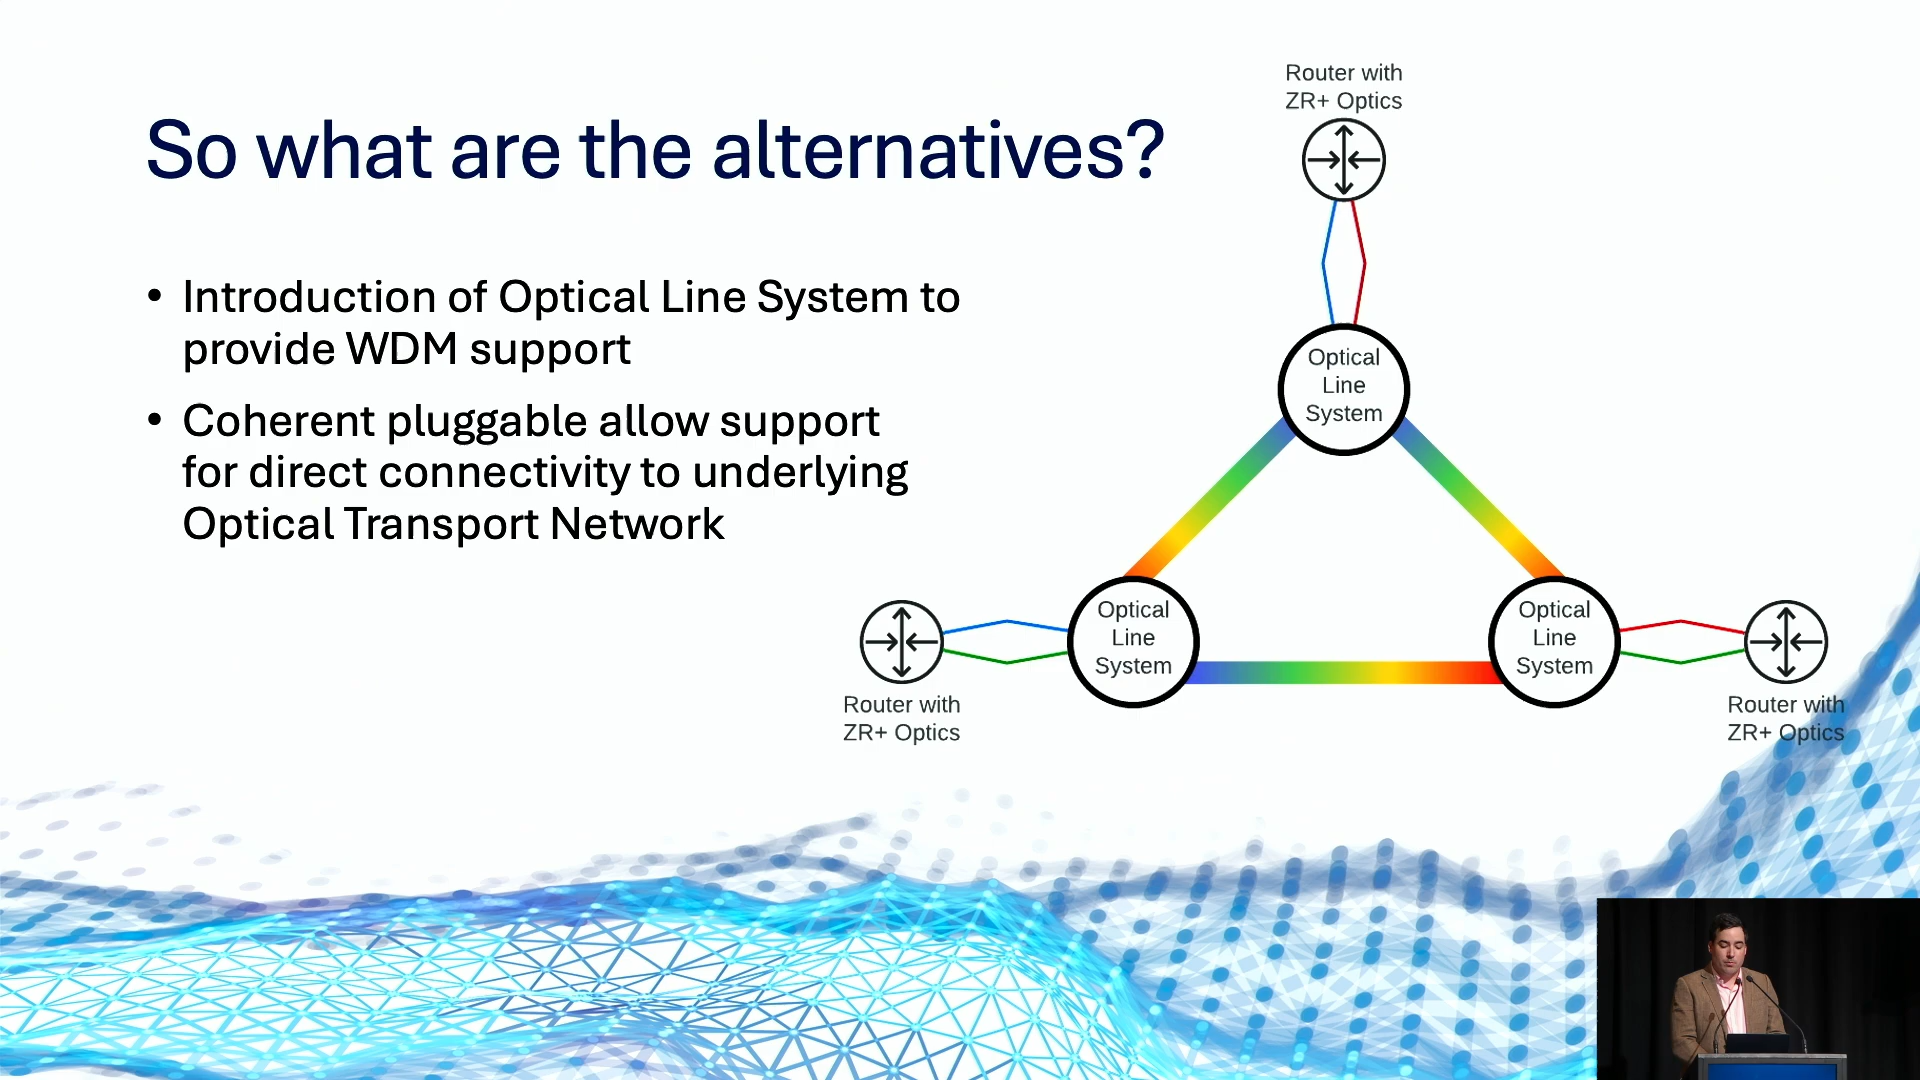 So what are the alternatives?
• Introduction of Optical Line System to
provide WDM support
• Coherent pluggable allow support
for direct connectivity to underlying
Optical Transport Network
Router with
ZR+ Optics
Optical
Line
System
Optical
Line
System
Optical
Line
System
Router with
ZR+ Optics
Router with
ZR+ Optics